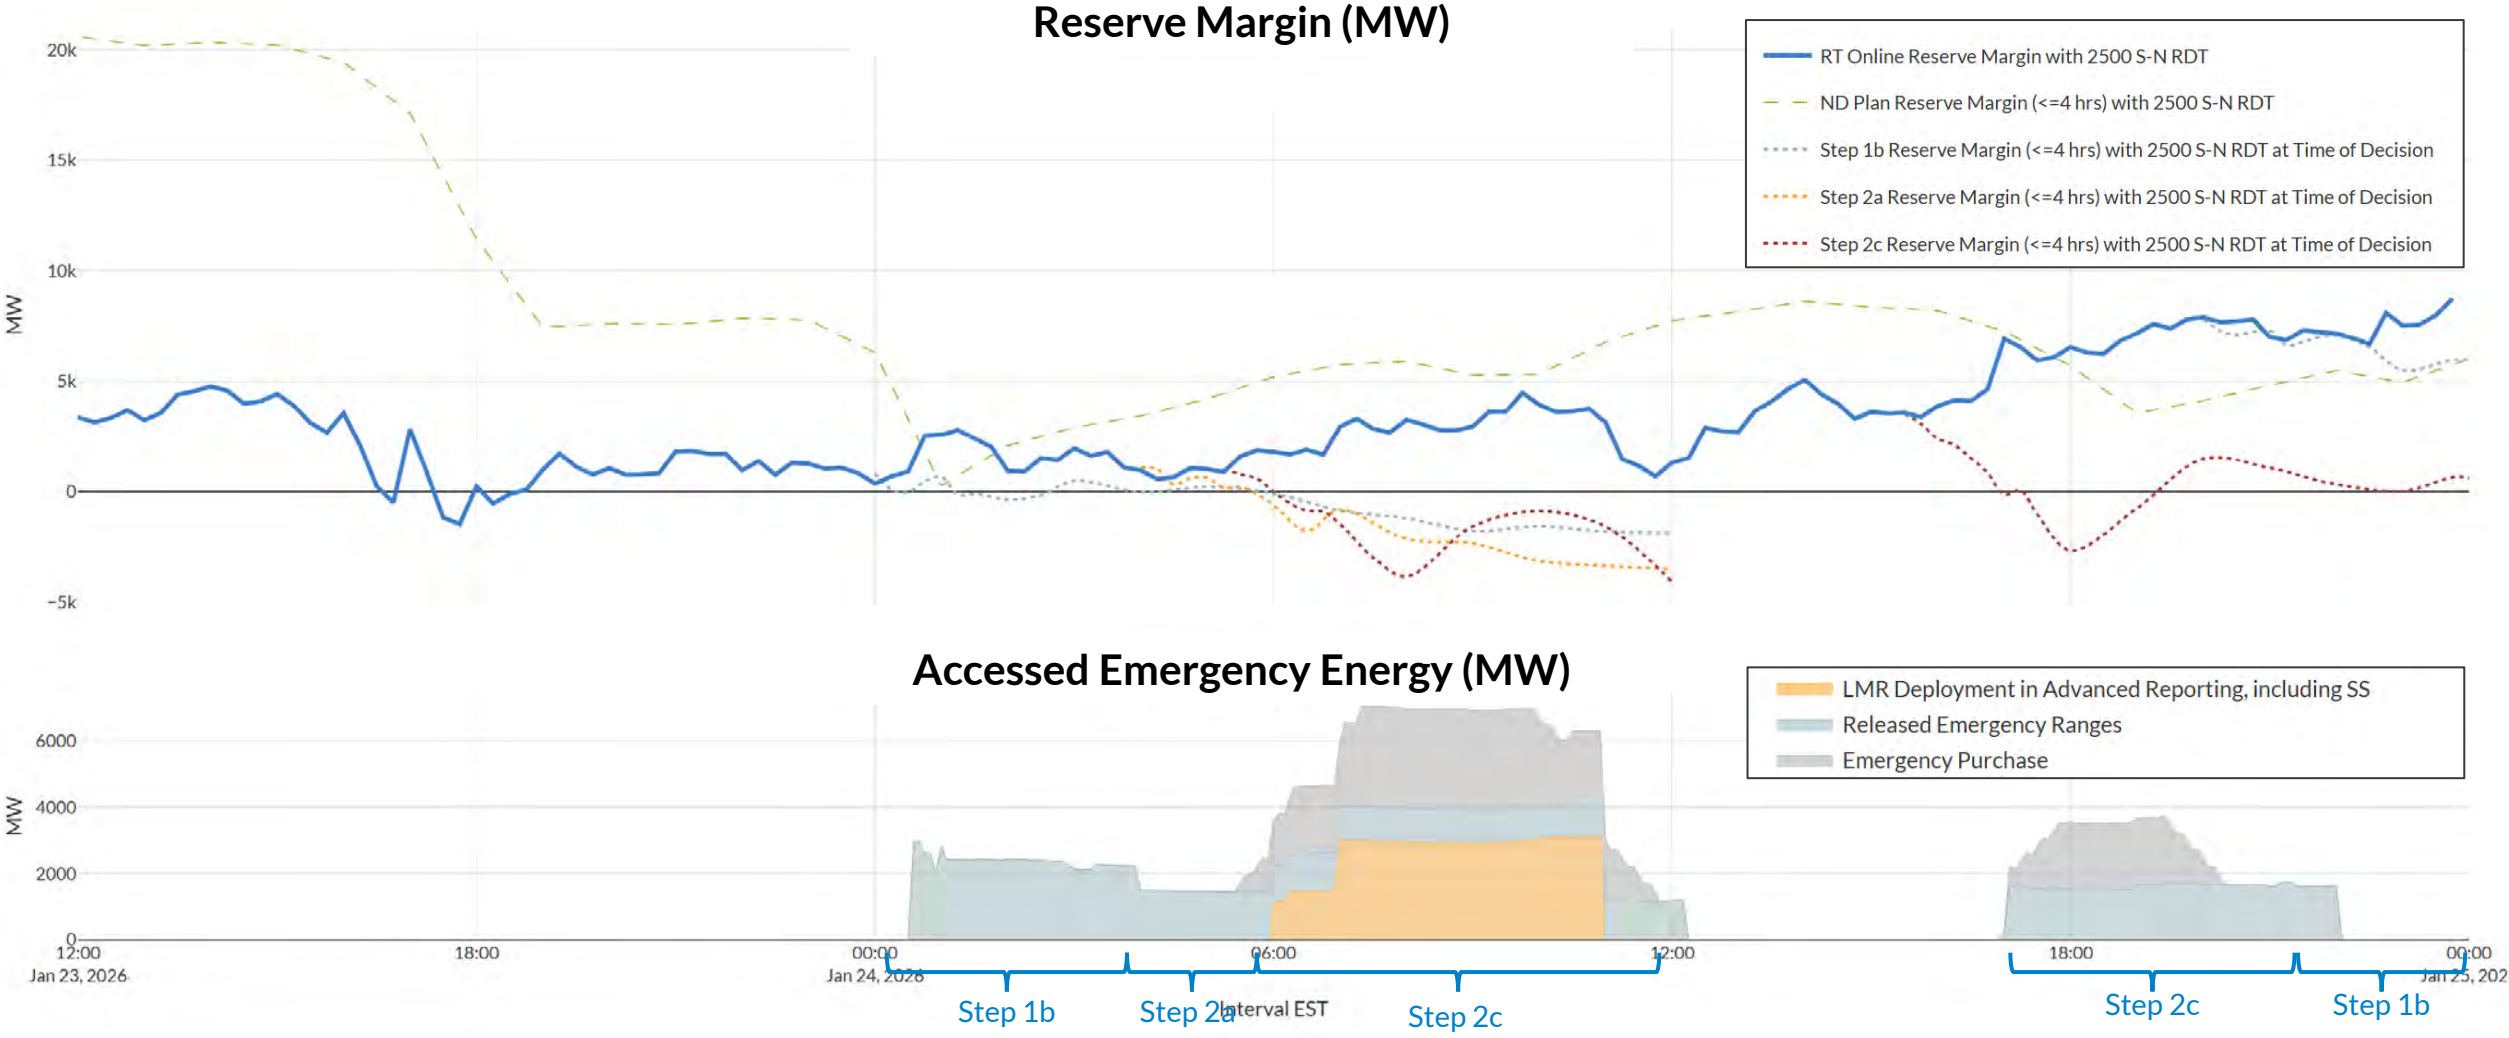 Reserve Margin (MW)
RT Online Reserve Margin with 2500 S-N RDT
ND Plan Reserve Margin (<=4 hrs) with 2500 S-N RDT
Step 1b Reserve Margin (<=4 hrs) with 2500 S-N RDT at Time of Decision
Step 2a Reserve Margin (<=4 hrs) with 2500 S-N RDT at Time of Decision
Step 2c Reserve Margin (<=4 hrs) with 2500 S-N RDT at Time of Decision
20k
15k
10k
5k
0
−5k
MW
Accessed Emergency Energy (MW)
LMR Deployment in Advanced Reporting, including SS
Released Emergency Ranges
Emergency Purchase
6000
4000
2000
0
MW
12:00 18:00 00:00 06:00 12:00 18:00 00:00
Jan 23, 2026 Jan 24, 2026 Jan 25, 202
Step 1b Step 2a Interval EST Step 2c Step 2c Step 1b